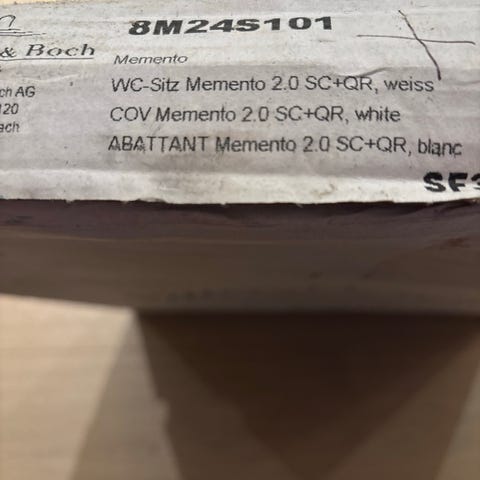 8M24S101
& Boch
Memento
WC-Sitz Memento 2.0 SC+QR, weiss
ch AG
COV Memento 2.0 SC+QR, white
120
ach
ABATTANT Memento 2.0 SC+QR, blanc